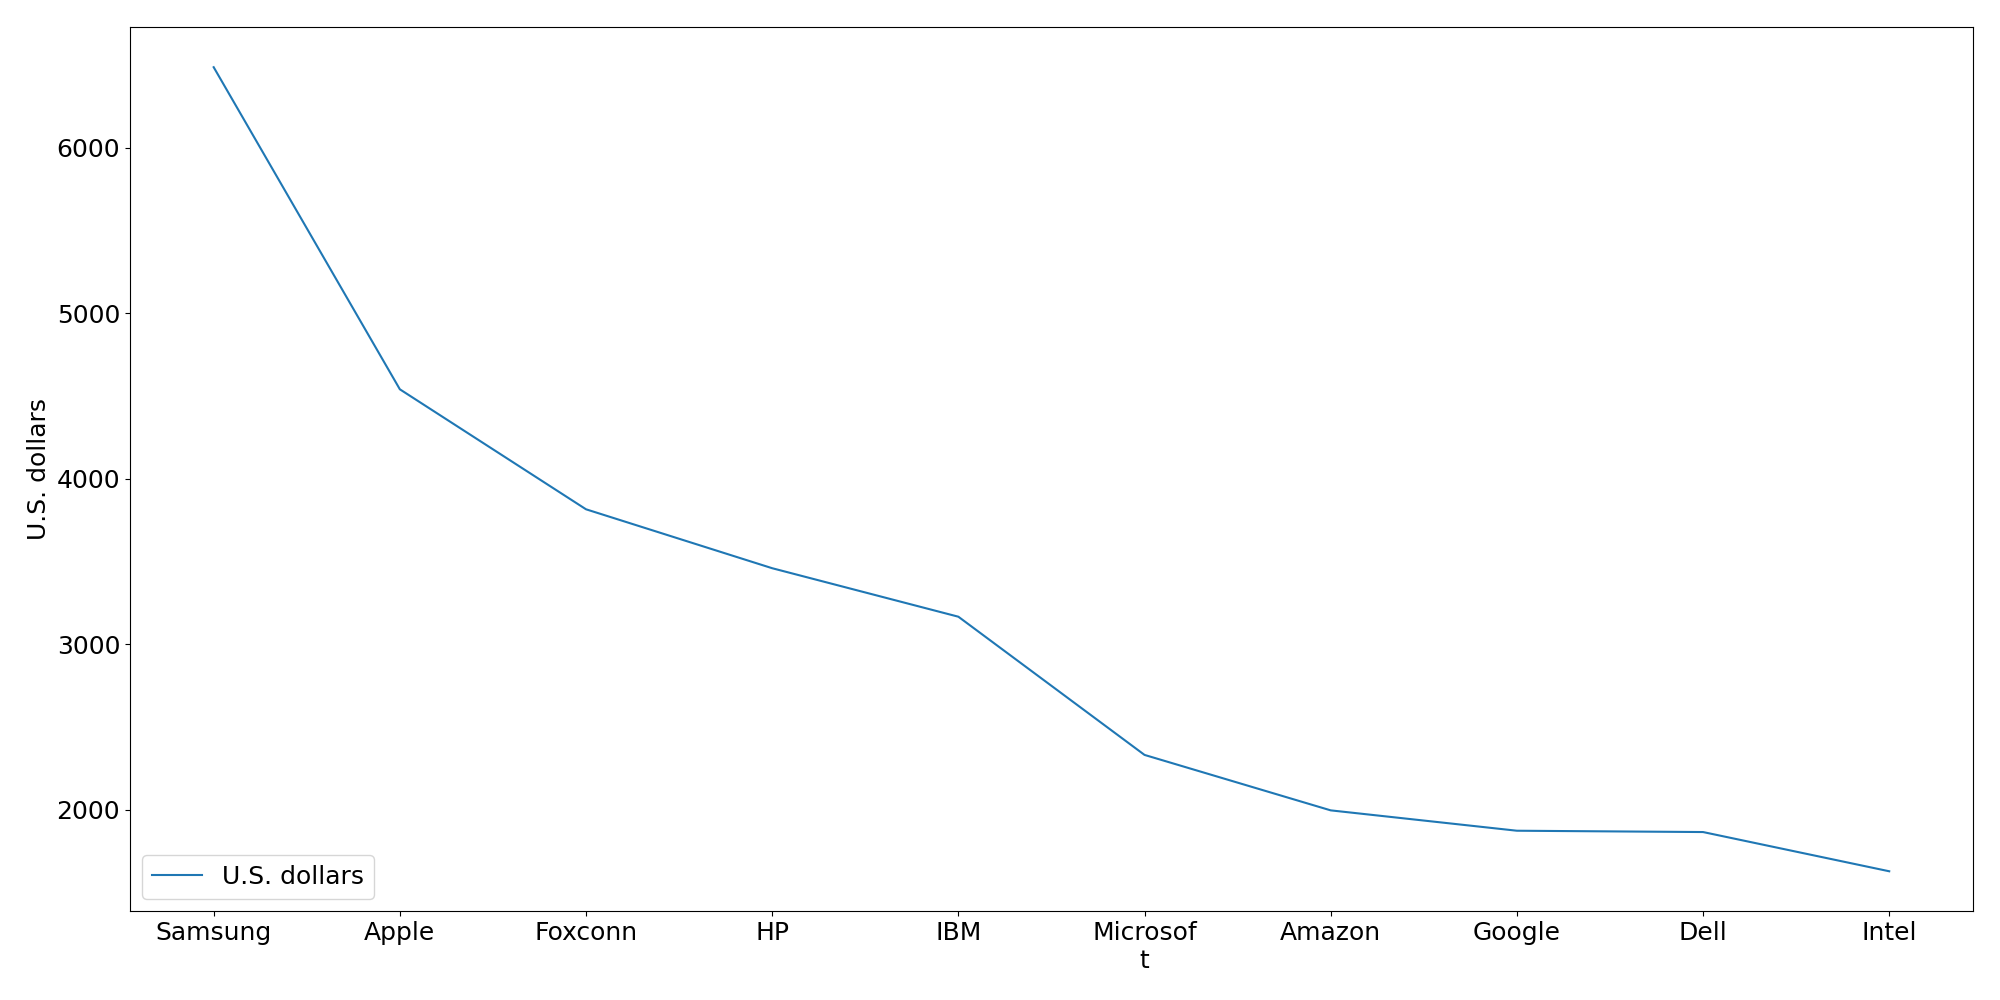 6000
5000
4000
3000
2000
U.S. dollars
U.S. dollars
Samsung Apple Foxconn HP IBM Microsof Amazon Google Dell Intel
t